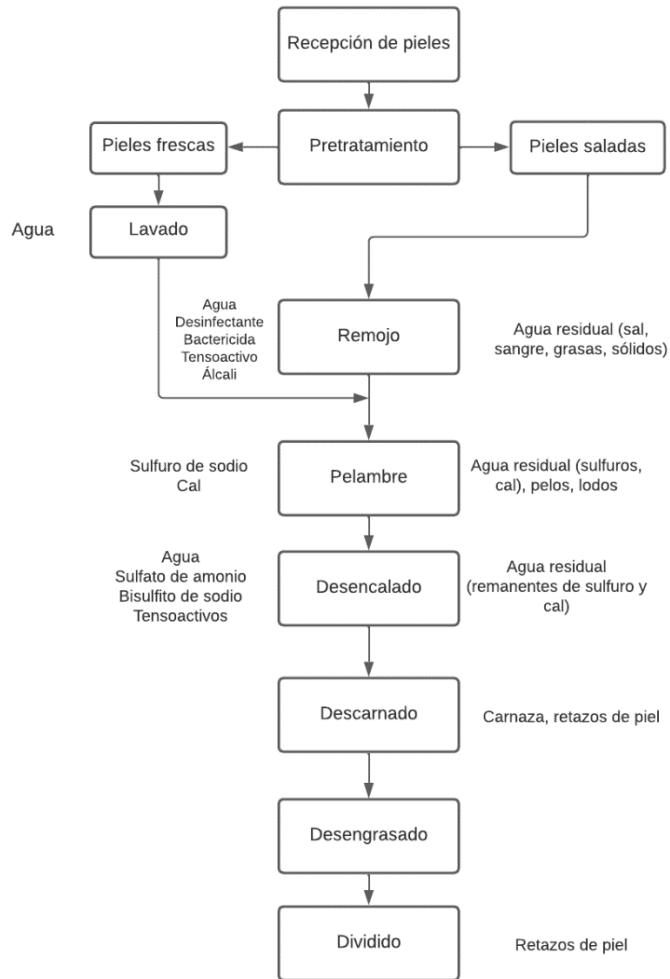 Recepción de pieles
Pieles frescas
Pretratamiento
Pieles saladas
Agua
Lavado
Agua
Desinfectante
Bactericida
Tensoactivo
Álcali
Remojo
Agua residual (sal,
sangre, grasas, sólidos)
Sulfuro de sodio
Cal
Pelambre
Agua residual (sulfuros,
cal), pelos, lodos
Agua
Sulfato de amonio
Bisulfito de sodio
Tensoactivos
Desencalado
Agua residual
(remanentes de sulfuro y
cal)
Descarnado
Carnaza, retazos de piel
Desengrasado
Dividido
Retazos de piel